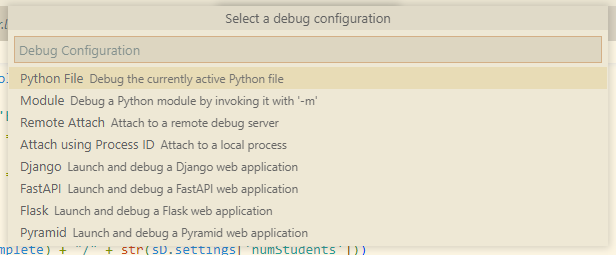 Select a debug configuration
Debug Configuration
Python File Debug the currently active Python file
Module Debug a Python module by invoking it with '-m'
Remote Attach Attach to a remote debug server
Attach using Process ID Attach to a local process
Django Launch and debug a Django web application
FastAPI Launch and debug a FastAPI web application
Flask Launch and debug a Flask web application
Pyramid Launch and debug a Pyramid web application
mplete) + "/" + str(sD.settings['numStudents']))